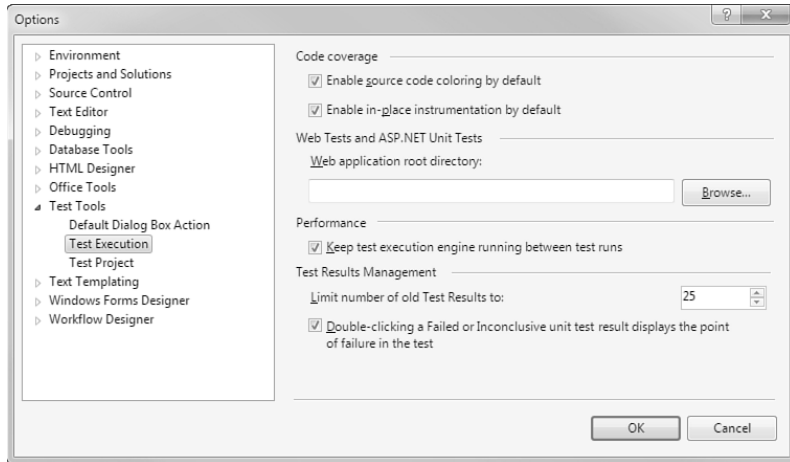 Options
Environment
Projects and Solutions
Source Control
Text Editor
Debugging
Database Tools
HTML Designer
Office Tools
Test Tools
Default Dialog Box Action
Test Execution
Test Project
Text Templating
Windows Forms Designer
Workflow Designer
Code coverage
Enable source code coloring by default
Enable in-place instrumentation by default
Web Tests and ASP.NET Unit Tests
Web application root directory:
Browse...
Performance
Keep test execution engine running between test runs
Test Results Management
Limit number of old Test Results to: 25
Double-clicking a Failed or Inconclusive unit test result displays the point
of failure in the test
OK Cancel